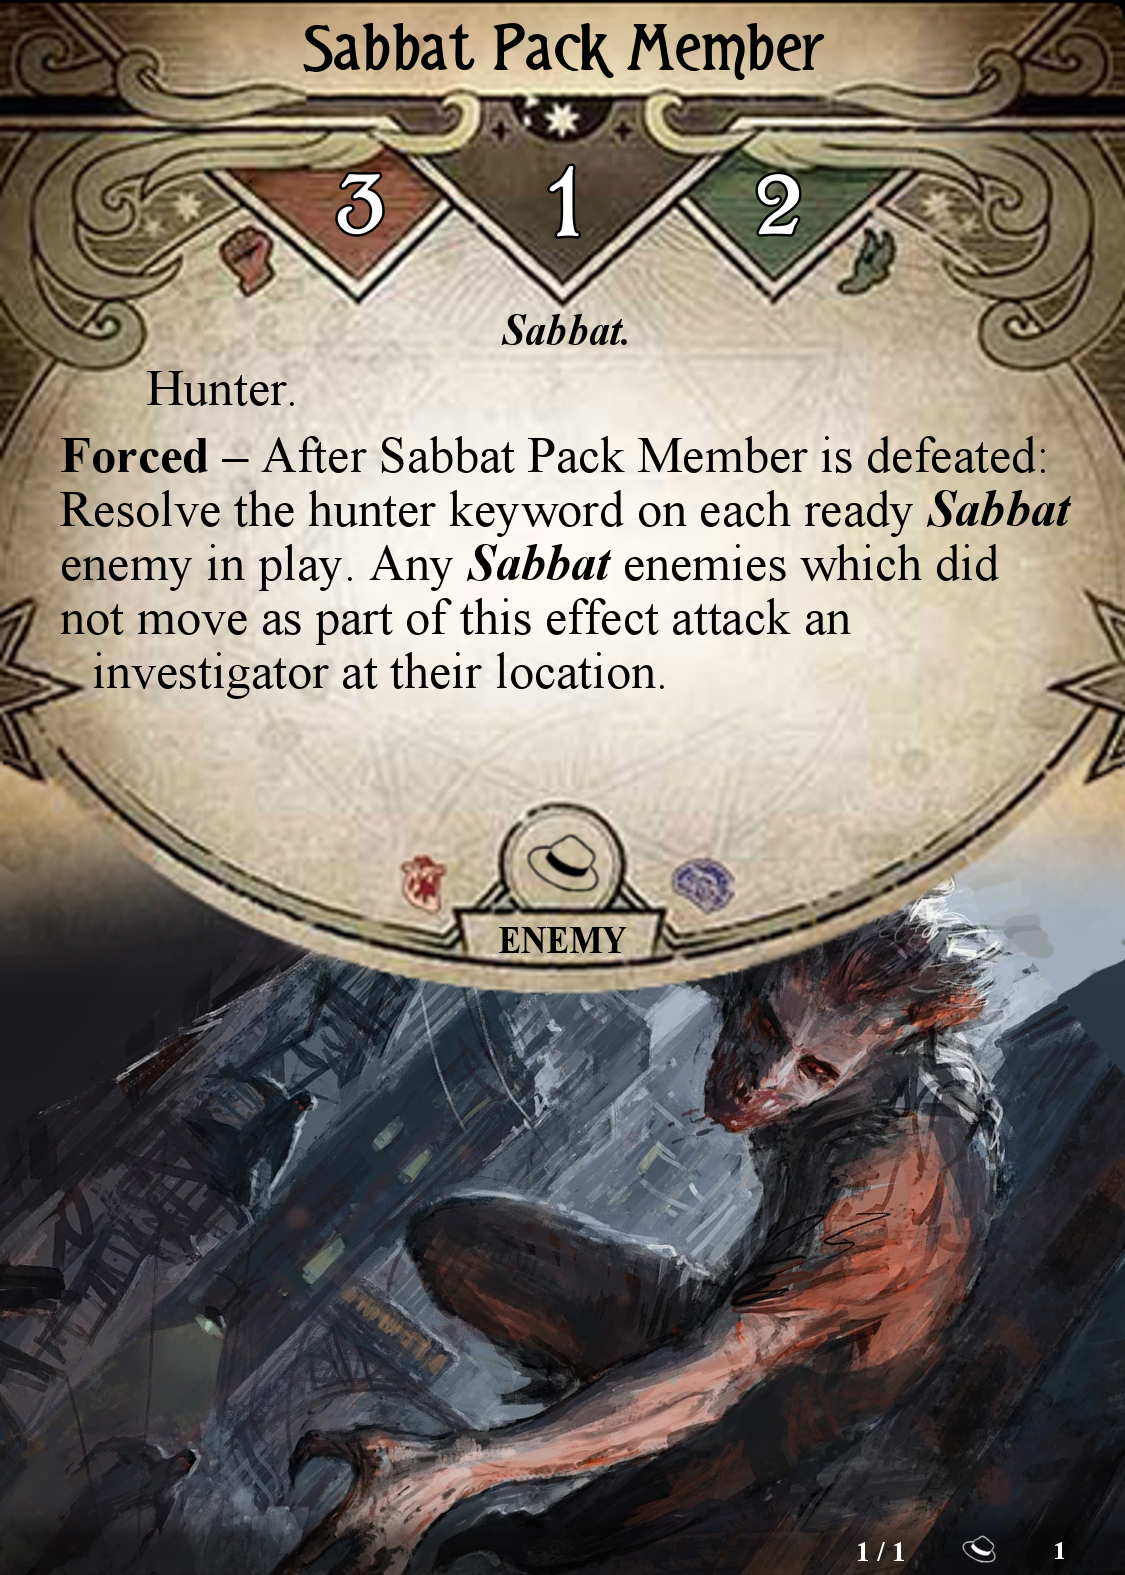 Sabbat Pack Member
3 1 2
Sabbat.
Hunter.
Forced – After Sabbat Pack Member is defeated:
Resolve the hunter keyword on each ready Sabbat
enemy in play. Any Sabbat enemies which did
not move as part of this effect attack an
investigator at their location.
ENEMY
1 / 1 1